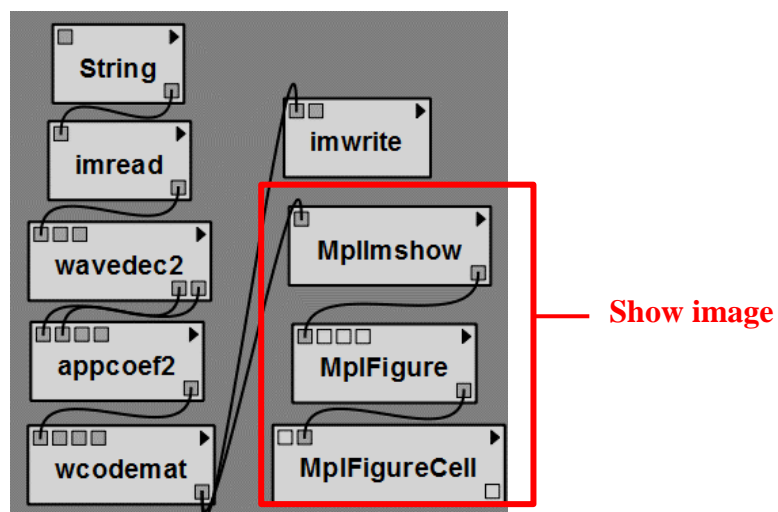 String
imread
wavedec2
appcoef2
wcodemat
imwrite
MplImshow
MplFigure
MplFigureCell
Show image